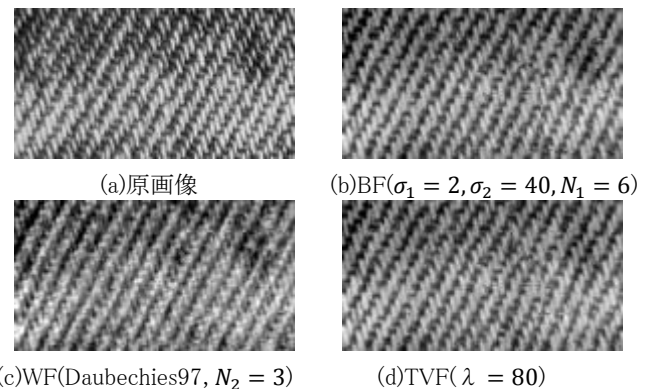 (a)原画像
(b)BF(σ₁ = 2, σ₂ = 40, N₁ = 6)
(c)WF(Daubechies97, N₂ = 3)
(d)TVF(λ = 80)